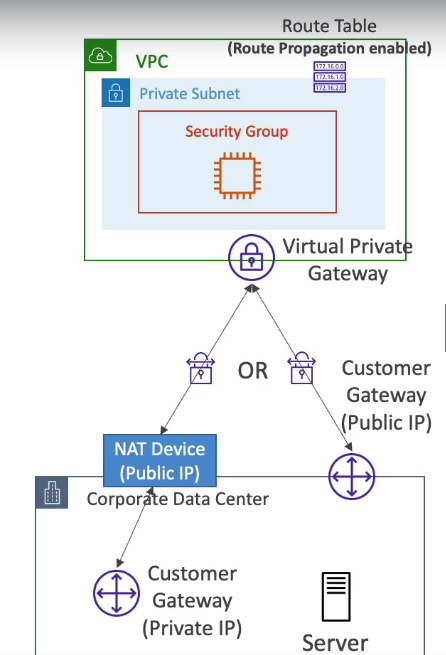 Route Table
(Route Propagation enabled)
172.16.0.0
172.16.1.0
172.16.2.0
VPC
Private Subnet
Security Group
Virtual Private
Gateway
OR
Customer
Gateway
(Public IP)
NAT Device
(Public IP)
Corporate Data Center
Customer
Gateway
(Private IP)
Server